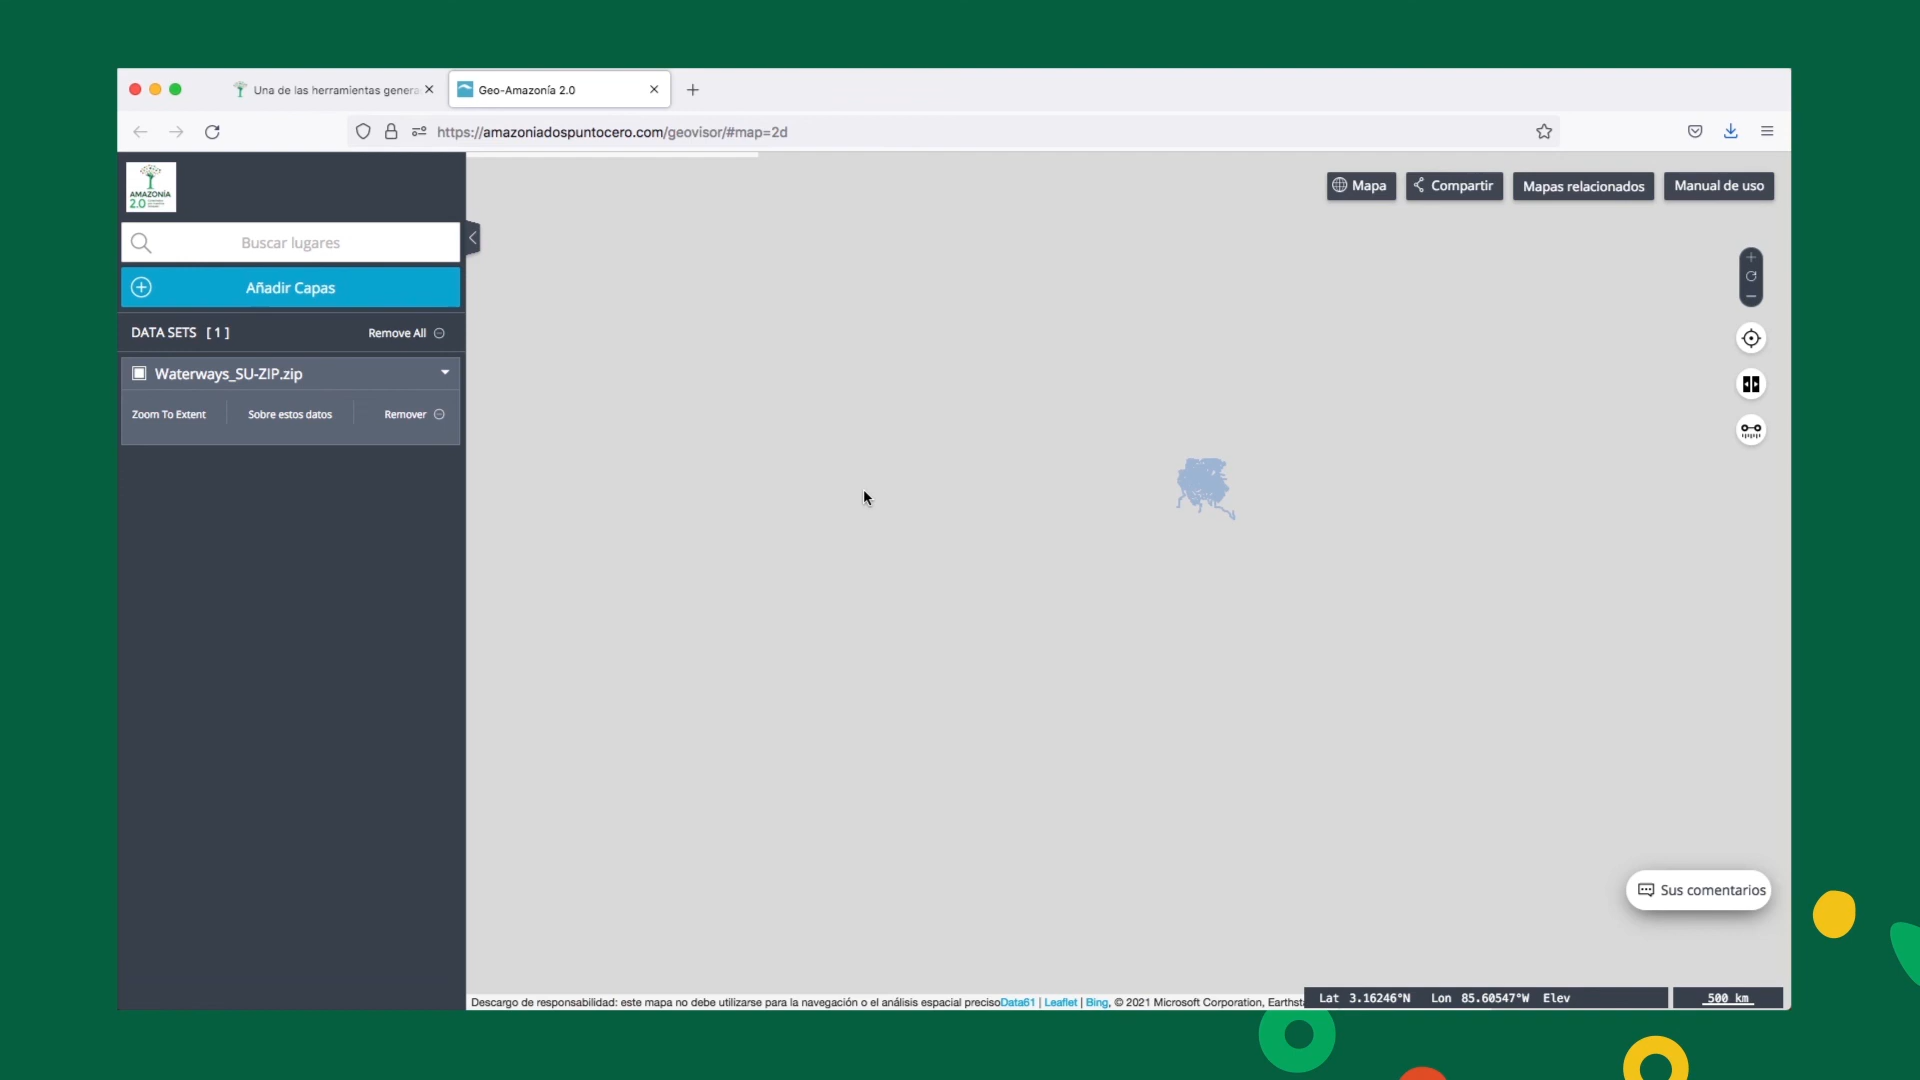 Una de las herramientas genera
Geo-Amazonía 2.0
https://amazoniadospuntocero.com/geovisor/#map=2d
AMAZONÍA
2.0
Buscar lugares
Añadir Capas
DATA SETS [ 1 ]
Remove All
Waterways_SU-ZIP.zip
Zoom To Extent
Sobre estos datos
Remover
Mapa
Compartir
Mapas relacionados
Manual de uso
Sus comentarios
Descargo de responsabilidad: este mapa no debe utilizarse para la navegación o el análisis espacial precisoData61 | Leaflet | Bing, © 2021 Microsoft Corporation, Earthsta
Lat 3.16246°N Lon 85.60547°W Elev
500 km